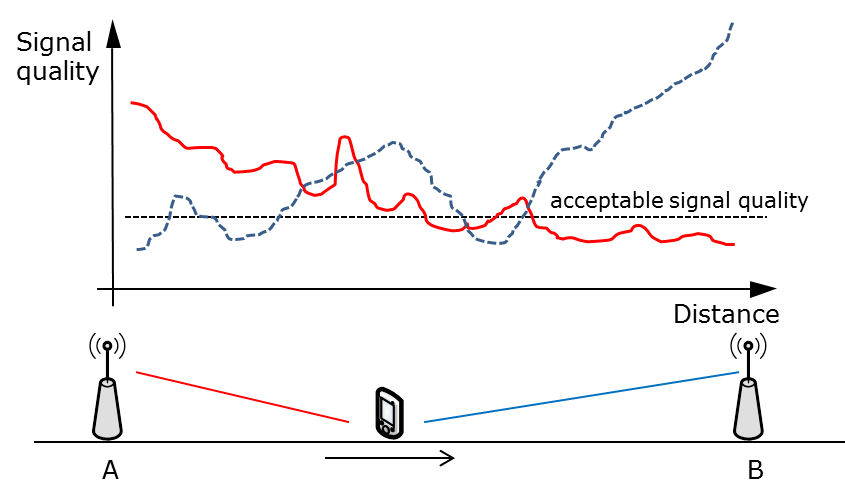 Signal
quality
acceptable signal quality
Distance
A
B